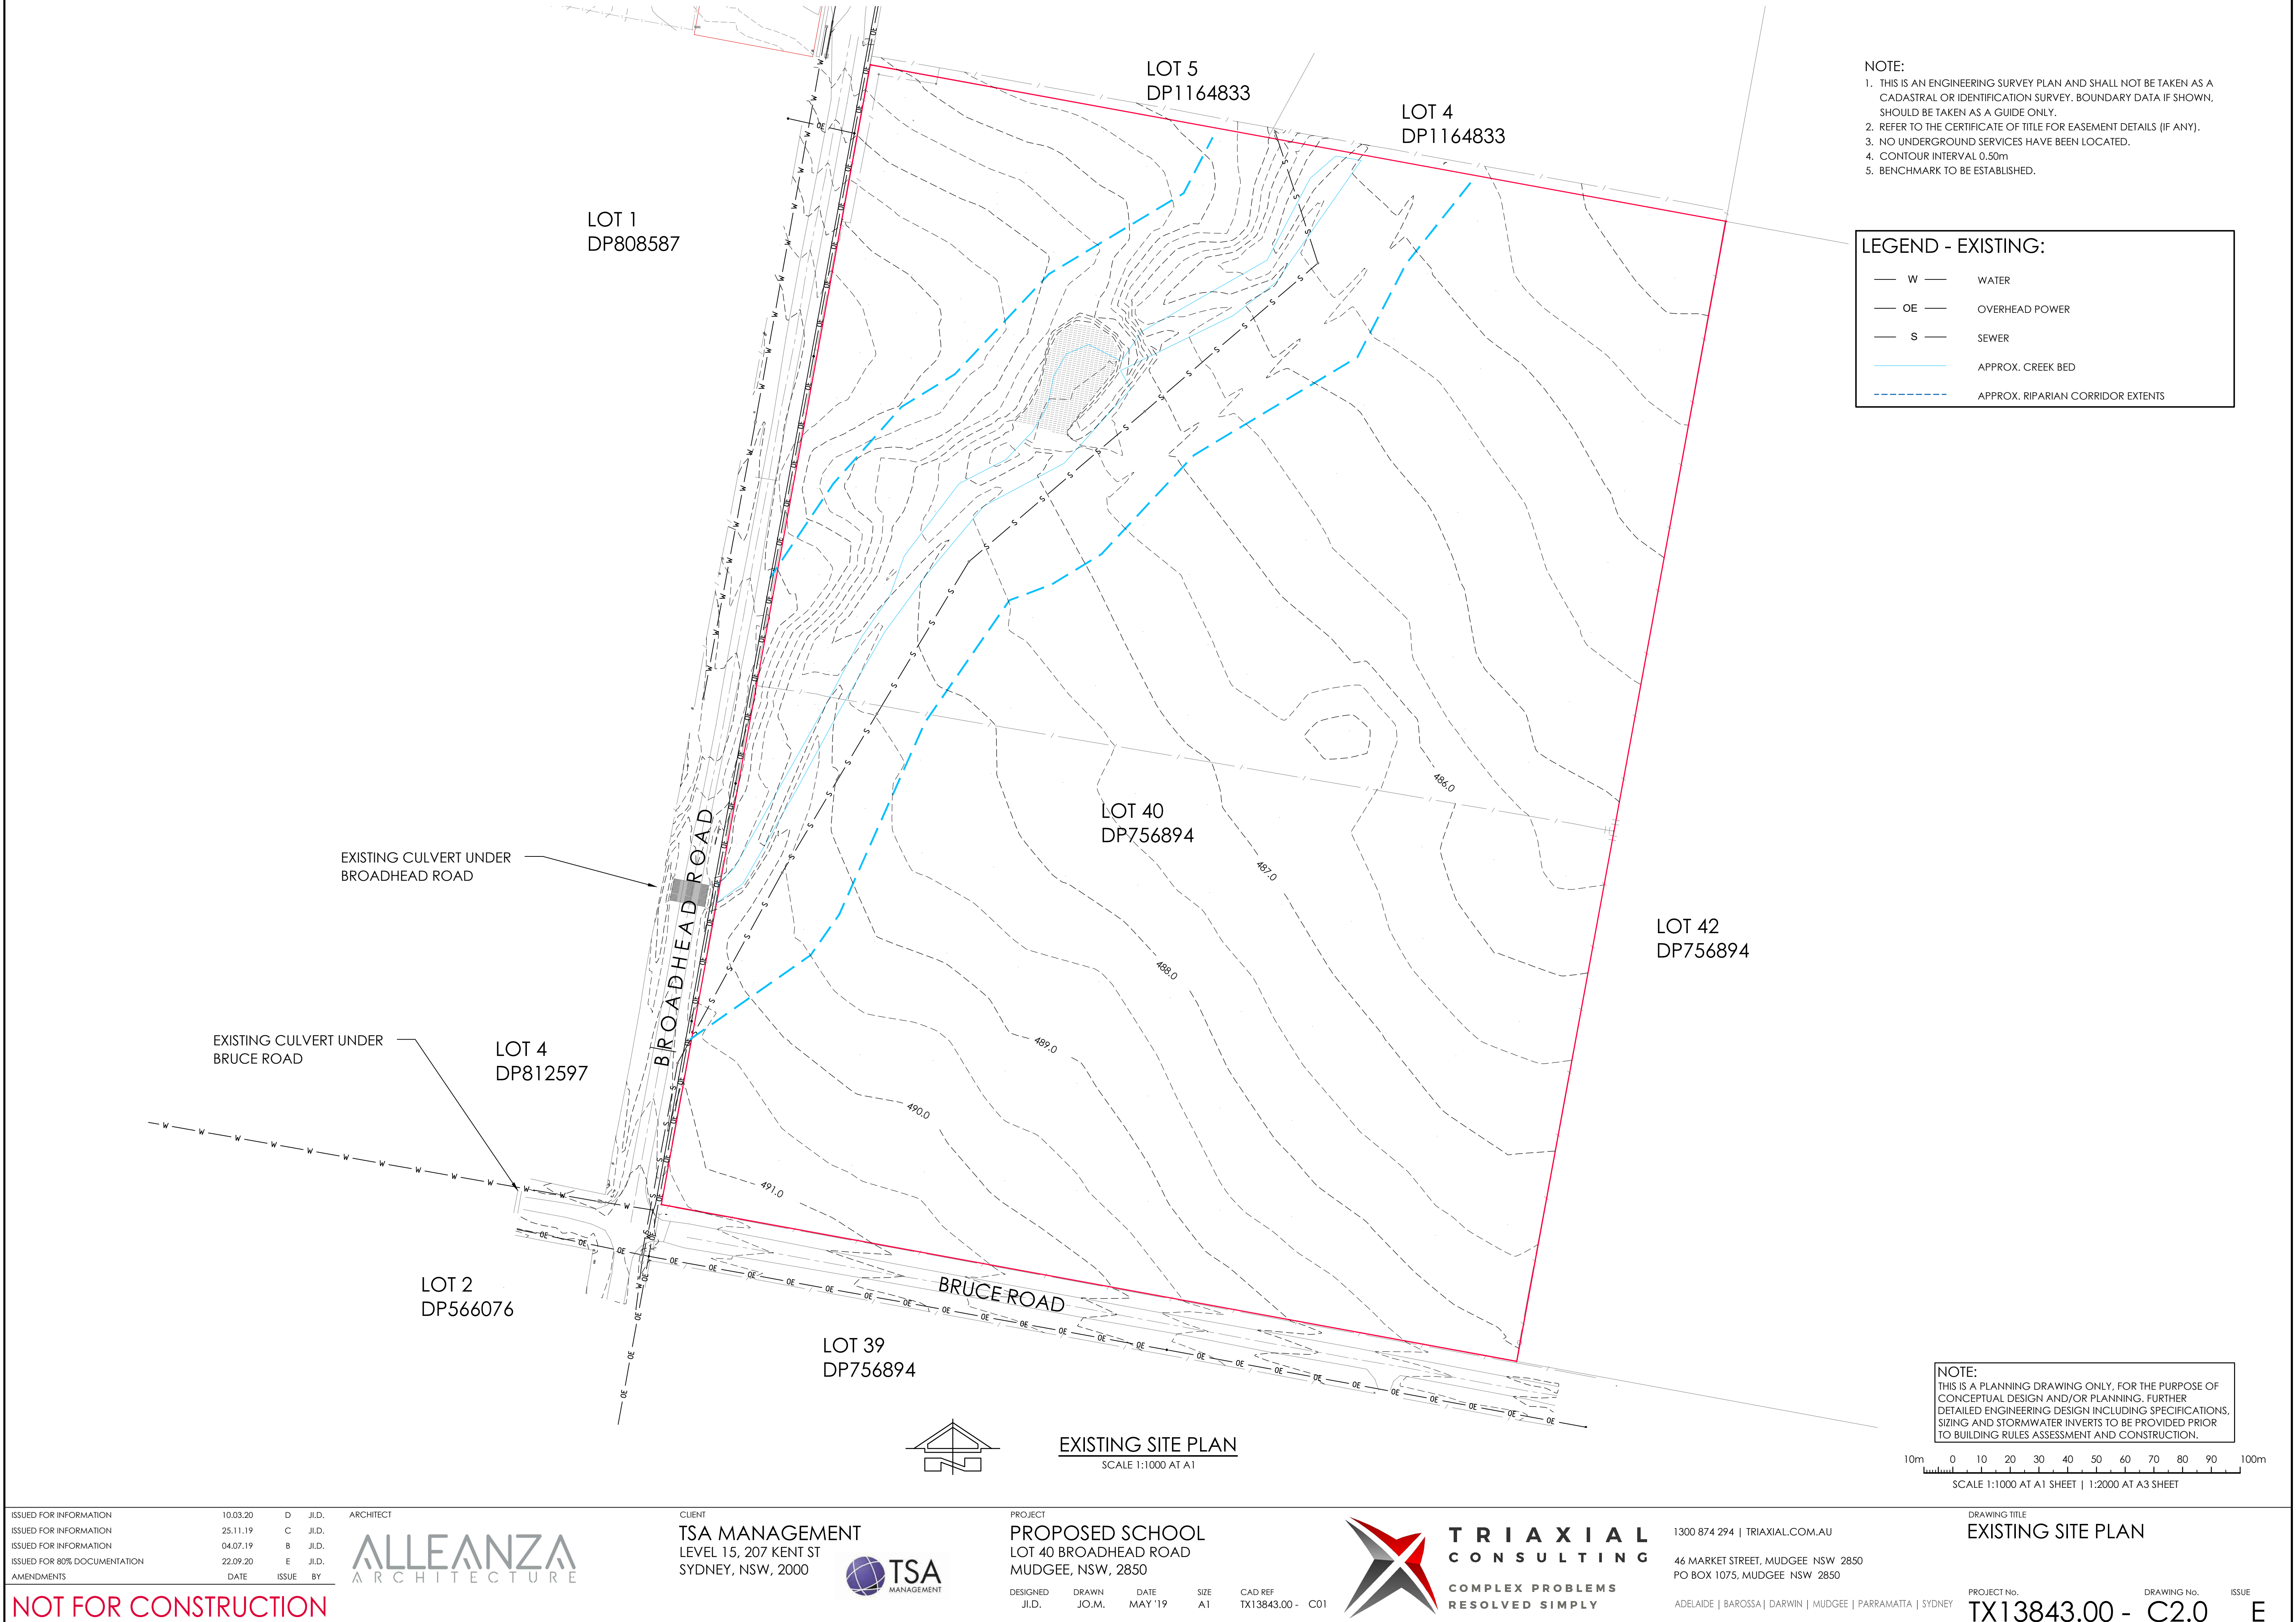 LOT 5
DP1164833
LOT 4
DP1164833
LOT 1
DP808587
NOTE:
1. THIS IS AN ENGINEERING SURVEY PLAN AND SHALL NOT BE TAKEN AS A
CADASTRAL OR IDENTIFICATION SURVEY. BOUNDARY DATA IF SHOWN,
SHOULD BE TAKEN AS A GUIDE ONLY.
2. REFER TO THE CERTIFICATE OF TITLE FOR EASEMENT DETAILS (IF ANY).
3. NO UNDERGROUND SERVICES HAVE BEEN LOCATED.
4. CONTOUR INTERVAL 0.50m
5. BENCHMARK TO BE ESTABLISHED.
LEGEND - EXISTING:
W WATER
OE OVERHEAD POWER
S SEWER
APPROX. CREEK BED
APPROX. RIPARIAN CORRIDOR EXTENTS
486.0
LOT 40
DP756894
487.0
EXISTING CULVERT UNDER
BROADHEAD ROAD
BROADHEAD ROAD
LOT 42
DP756894
488.0
EXISTING CULVERT UNDER
BRUCE ROAD
LOT 4
DP812597
489.0
490.0
491.0
LOT 2
DP566076
BRUCE ROAD
LOT 39
DP756894
EXISTING SITE PLAN
SCALE 1:1000 AT A1
NOTE:
THIS IS A PLANNING DRAWING ONLY, FOR THE PURPOSE OF
CONCEPTUAL DESIGN AND/OR PLANNING. FURTHER
DETAILED ENGINEERING DESIGN INCLUDING SPECIFICATIONS,
SIZING AND STORMWATER INVERTS TO BE PROVIDED PRIOR
TO BUILDING RULES ASSESSMENT AND CONSTRUCTION.
10m 0 10 20 30 40 50 60 70 80 90 100m
SCALE 1:1000 AT A1 SHEET | 1:2000 AT A3 SHEET
ISSUED FOR INFORMATION 10.03.20 D JI.D.
ISSUED FOR INFORMATION 25.11.19 C JI.D.
ISSUED FOR INFORMATION 04.07.19 B JI.D.
ISSUED FOR 80% DOCUMENTATION 22.09.20 E JI.D.
AMENDMENTS DATE ISSUE BY
NOT FOR CONSTRUCTION
ARCHITECT
ALLEANZA
ARCHITECTURE
CLIENT
TSA MANAGEMENT
LEVEL 15, 207 KENT ST
SYDNEY, NSW, 2000
TSA
MANAGEMENT
PROJECT
PROPOSED SCHOOL
LOT 40 BROADHEAD ROAD
MUDGEE, NSW, 2850
DESIGNED DRAWN DATE SIZE CAD REF
JI.D. JO.M. MAY '19 A1 TX13843.00 - C01
TRIAXIAL
CONSULTING
COMPLEX PROBLEMS
RESOLVED SIMPLY
1300 874 294 | TRIAXIAL.COM.AU
46 MARKET STREET, MUDGEE NSW 2850
PO BOX 1075, MUDGEE NSW 2850
ADELAIDE | BAROSSA | DARWIN | MUDGEE | PARRAMATTA | SYDNEY
DRAWING TITLE
EXISTING SITE PLAN
PROJECT No. DRAWING No. ISSUE
TX13843.00 - C2.0 E